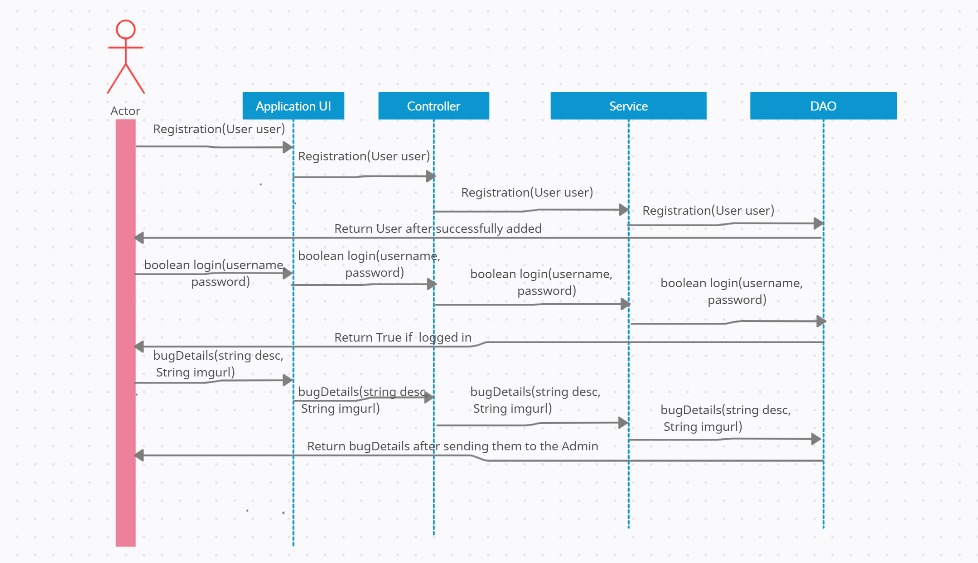 Actor
Application UI
Controller
Service
DAO
Registration(User user)
Registration(User user)
Registration(User user)
Registration(User user)
Return User after successfully added
boolean login(username,
password)
boolean login(username,
password)
boolean login(username,
password)
boolean login(username,
password)
Return True if logged in
bugDetails(string desc,
String imgurl)
bugDetails(string desc,
String imgurl)
bugDetails(string desc,
String imgurl)
bugDetails(string desc,
String imgurl)
Return bugDetails after sending them to the Admin